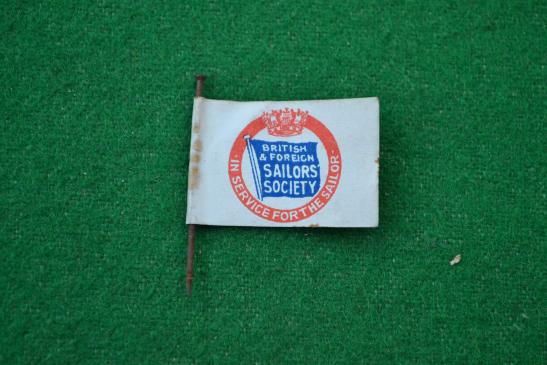 BRITISH
& FOREIGN
SAILORS'
SOCIETY
- IN SERVICE FOR THE SAILOR -